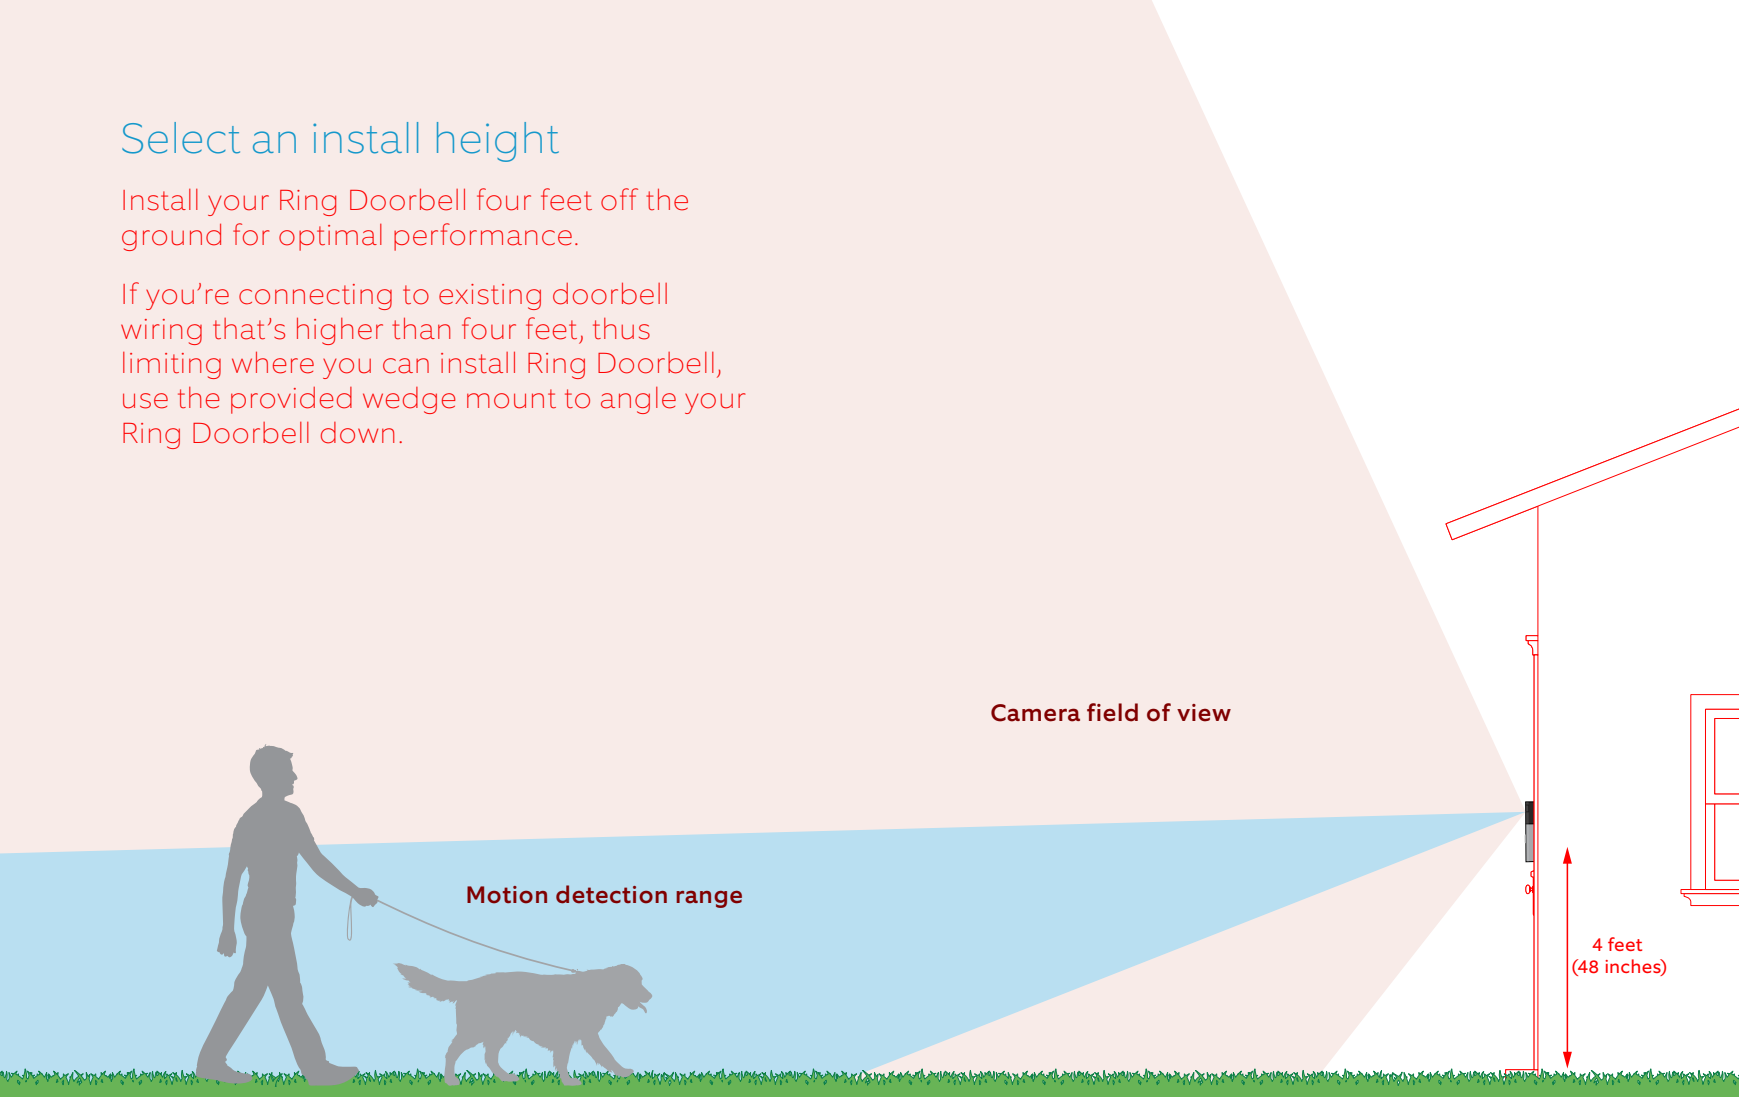 Select an install height
Install your Ring Doorbell four feet off the
ground for optimal performance.
If you’re connecting to existing doorbell
wiring that’s higher than four feet, thus
limiting where you can install Ring Doorbell,
use the provided wedge mount to angle your
Ring Doorbell down.
Camera field of view
Motion detection range
4 feet
(48 inches)